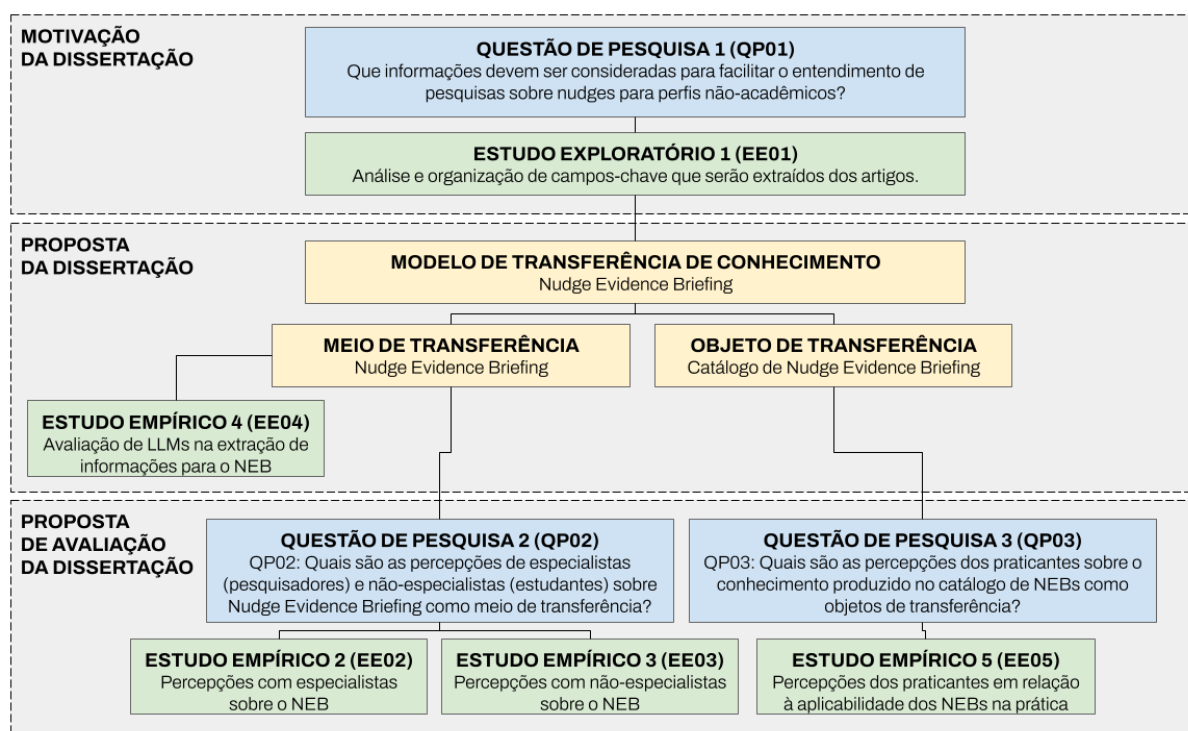 MOTIVAÇÃO
DA DISSERTAÇÃO
QUESTÃO DE PESQUISA 1 (QP01)
Que informações devem ser consideradas para facilitar o entendimento de
pesquisas sobre nudges para perfis não-acadêmicos?
ESTUDO EXPLORATÓRIO 1 (EE01)
Análise e organização de campos-chave que serão extraídos dos artigos.
PROPOSTA
DA DISSERTAÇÃO
MODELO DE TRANSFERÊNCIA DE CONHECIMENTO
Nudge Evidence Briefing
MEIO DE TRANSFERÊNCIA
Nudge Evidence Briefing
OBJETO DE TRANSFERÊNCIA
Catálogo de Nudge Evidence Briefing
ESTUDO EMPÍRICO 4 (EE04)
Avaliação de LLMs na extração de
informações para o NEB
PROPOSTA
DE AVALIAÇÃO
DA DISSERTAÇÃO
QUESTÃO DE PESQUISA 2 (QP02)
QP02: Quais são as percepções de especialistas
(pesquisadores) e não-especialistas (estudantes) sobre
Nudge Evidence Briefing como meio de transferência?
QUESTÃO DE PESQUISA 3 (QP03)
QP03: Quais são as percepções dos praticantes sobre o
conhecimento produzido no catálogo de NEBs como
objetos de transferência?
ESTUDO EMPÍRICO 2 (EE02)
Percepções com especialistas
sobre o NEB
ESTUDO EMPÍRICO 3 (EE03)
Percepções com não-especialistas
sobre o NEB
ESTUDO EMPÍRICO 5 (EE05)
Percepções dos praticantes em relação
à aplicabilidade dos NEBs na prática